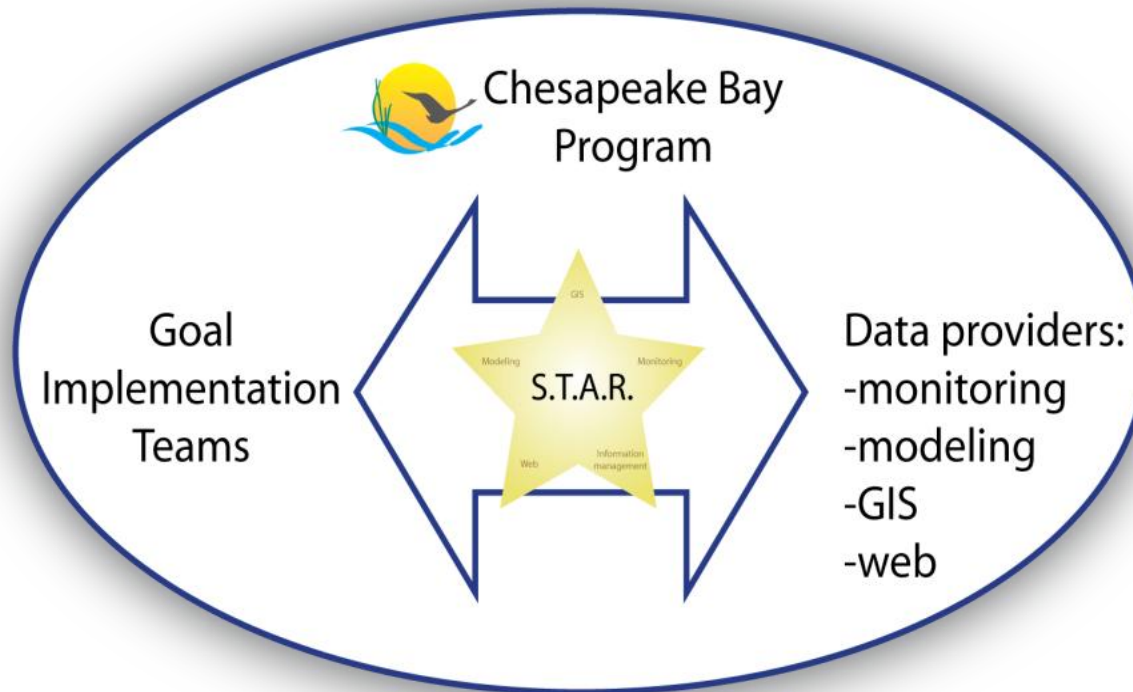 Chesapeake Bay
Program
Goal
Implementation
Teams
GIS
Modeling
Monitoring
S.T.A.R.
Web
Information
management
Data providers:
-monitoring
-modeling
-GIS
-web